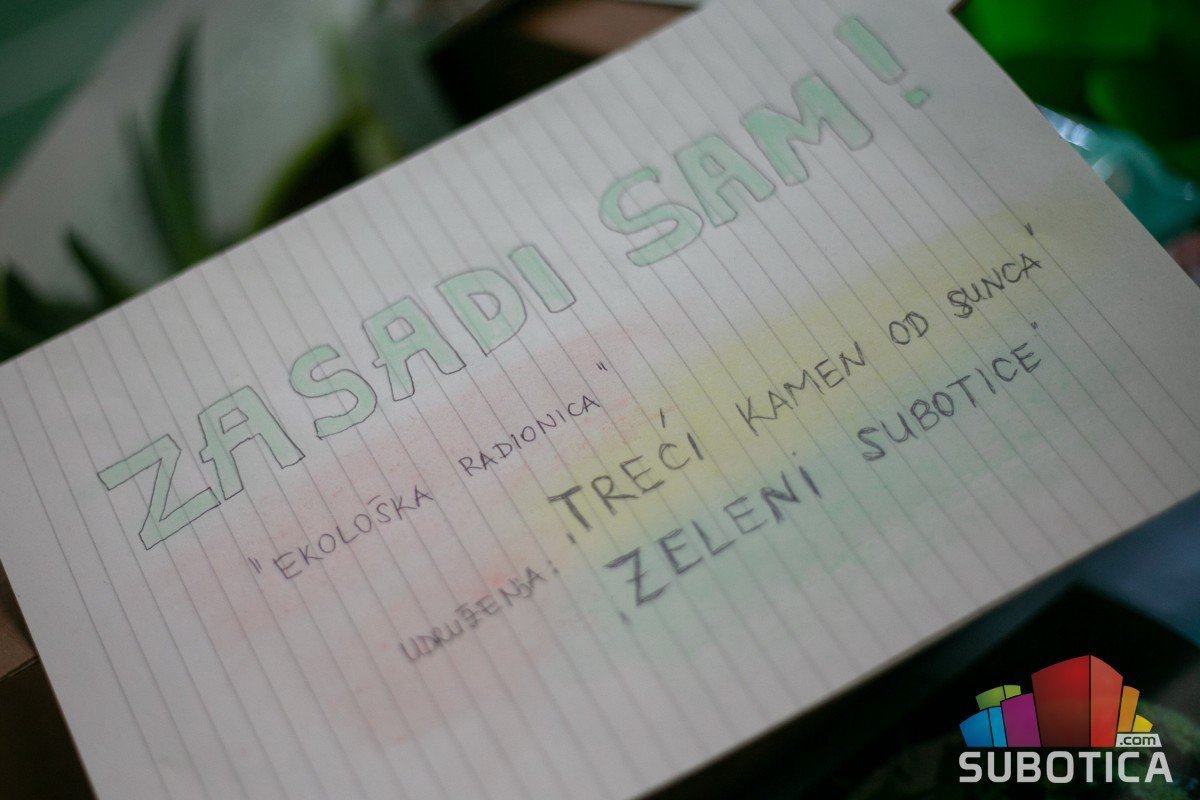 ZASADI SAM!
"EKOLOŠKA RADIONICA"
UDRUŽENJA: "TREĆI KAMEN OD SUNCA"
"ZELENI SUBOTICE"
.com
SUBOTICA